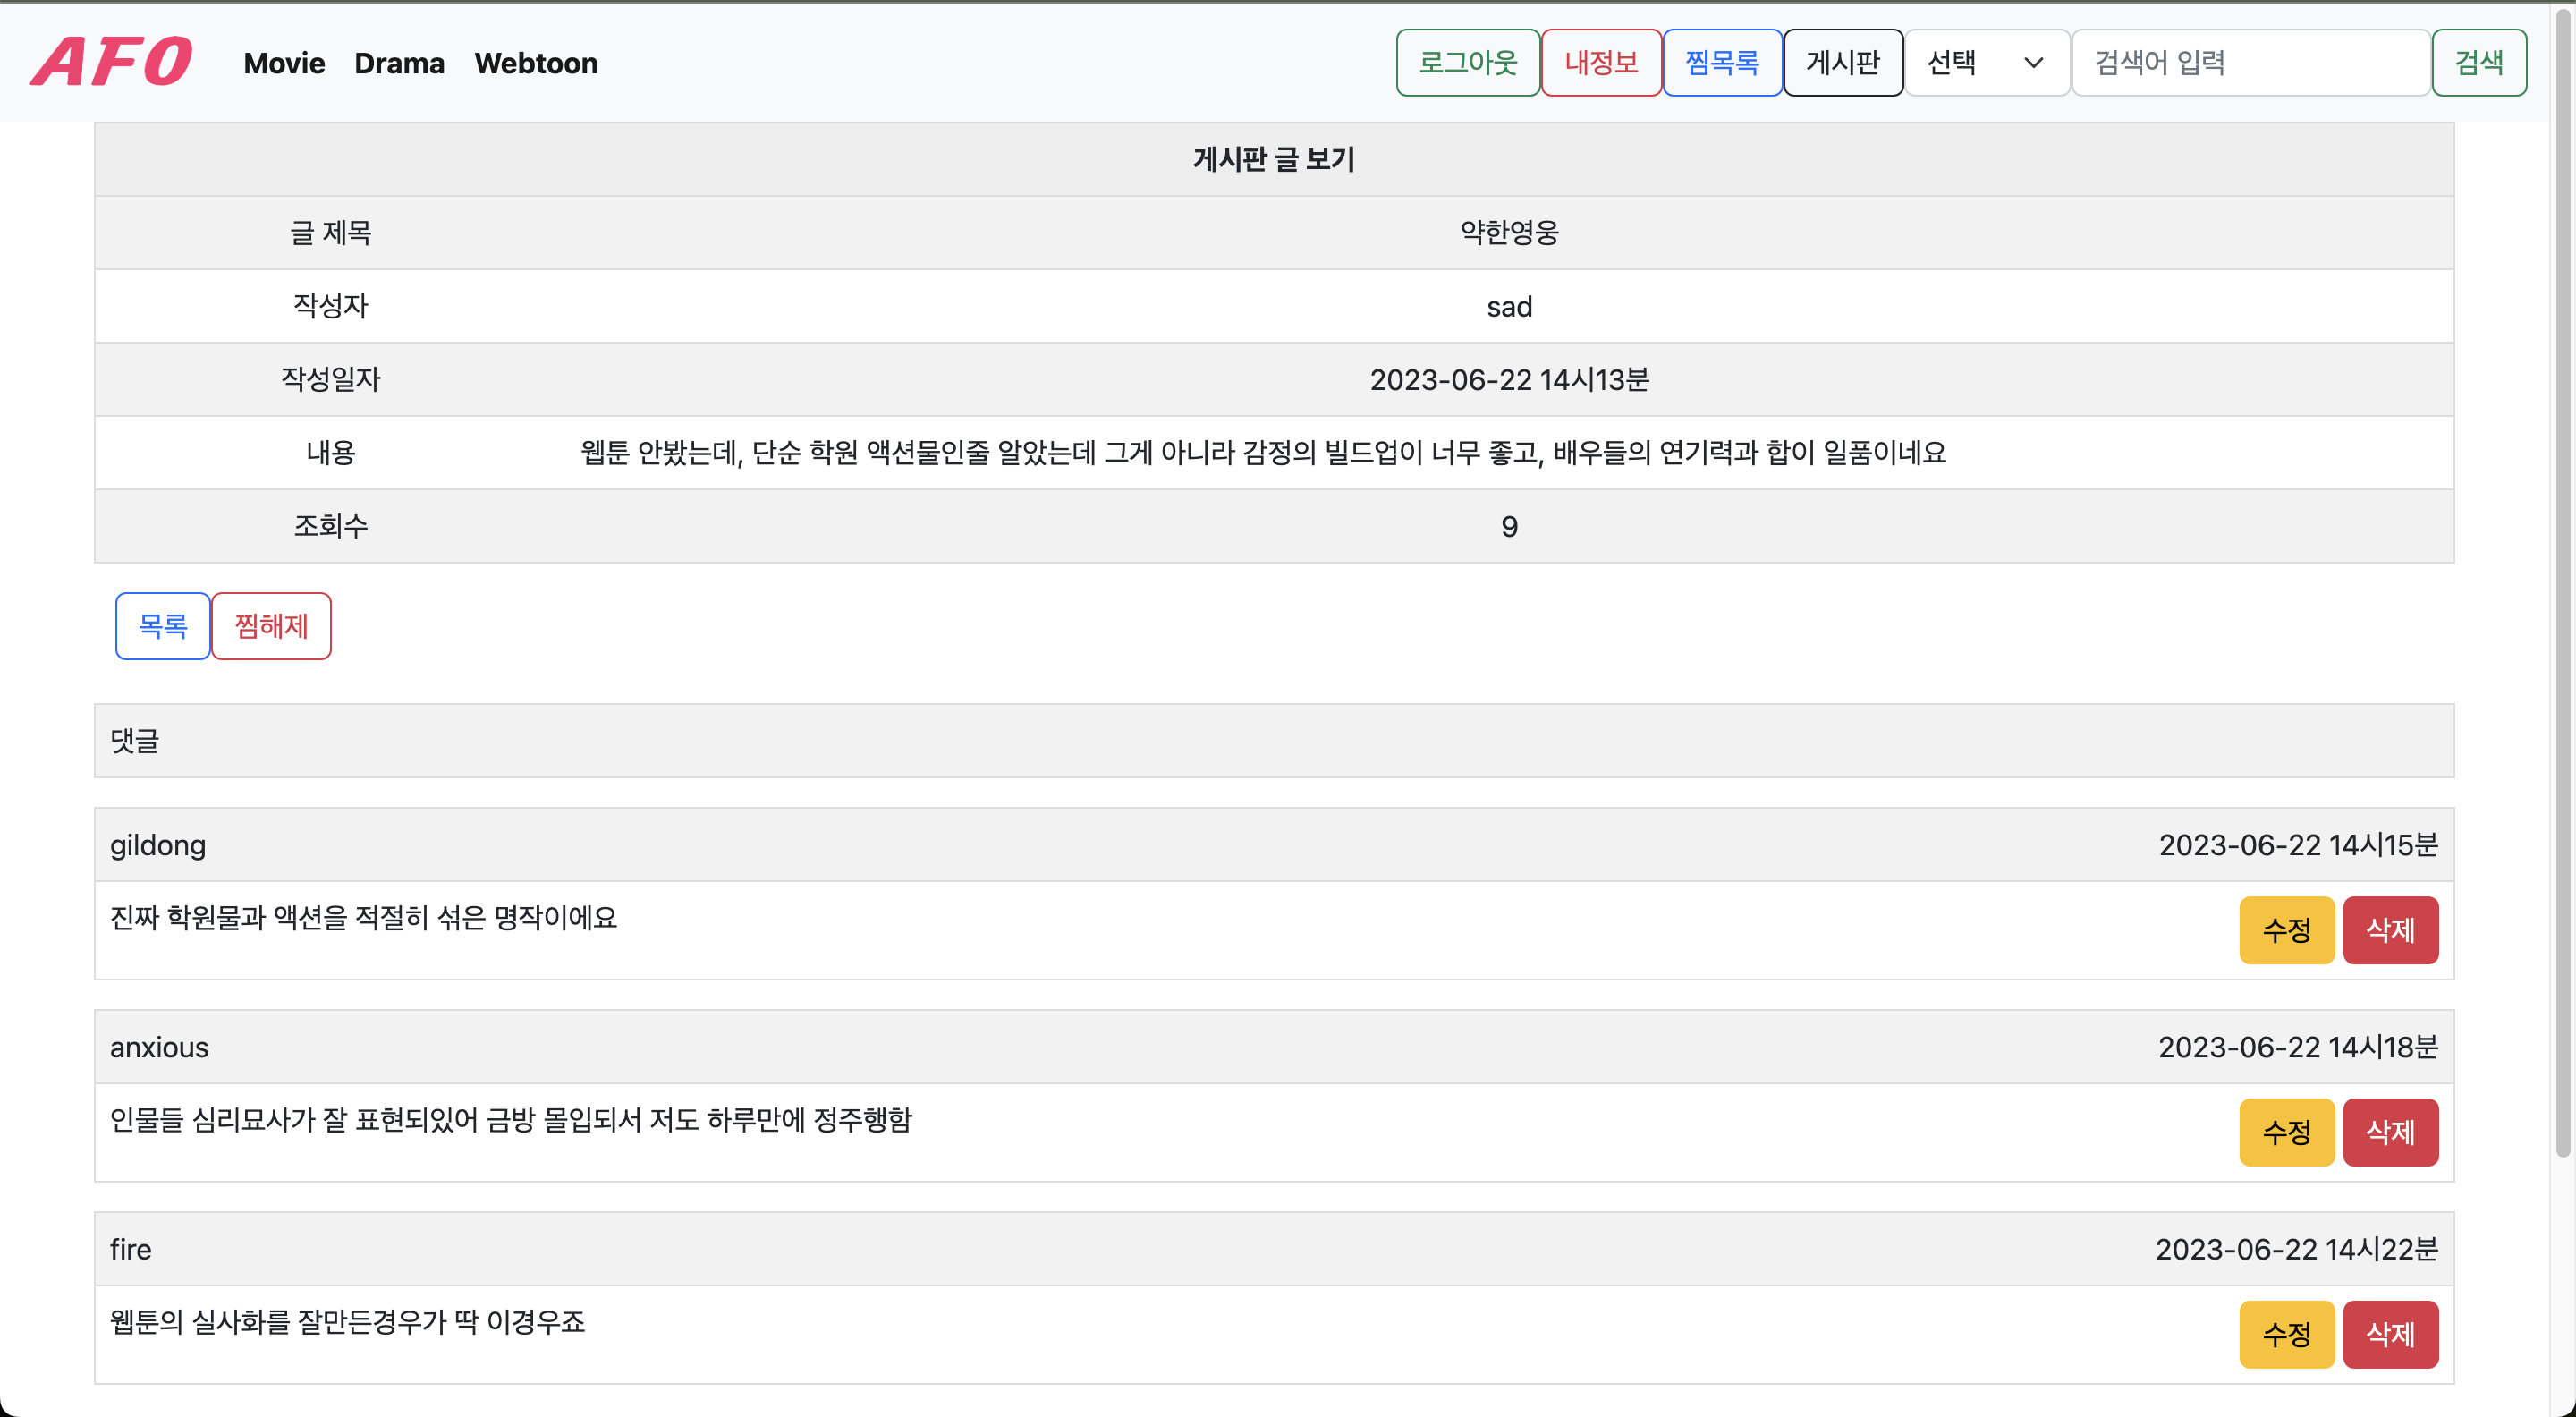 AFO Movie Drama Webtoon 로그아웃 내정보 찜목록 게시판 선택 검색어 입력 검색
게시판 글 보기
글 제목 약한영웅
작성자 sad
작성일자 2023-06-22 14시13분
내용 웹툰 안봤는데, 단순 학원 액션물인줄 알았는데 그게 아니라 감정의 빌드업이 너무 좋고, 배우들의 연기력과 합이 일품이네요
조회수 9
목록 찜해제
댓글
gildong 2023-06-22 14시15분
진짜 학원물과 액션을 적절히 섞은 명작이에요 수정 삭제
anxious 2023-06-22 14시18분
인물들 심리묘사가 잘 표현되있어 금방 몰입되서 저도 하루만에 정주행함 수정 삭제
fire 2023-06-22 14시22분
웹툰의 실사화를 잘만든경우가 딱 이경우죠 수정 삭제